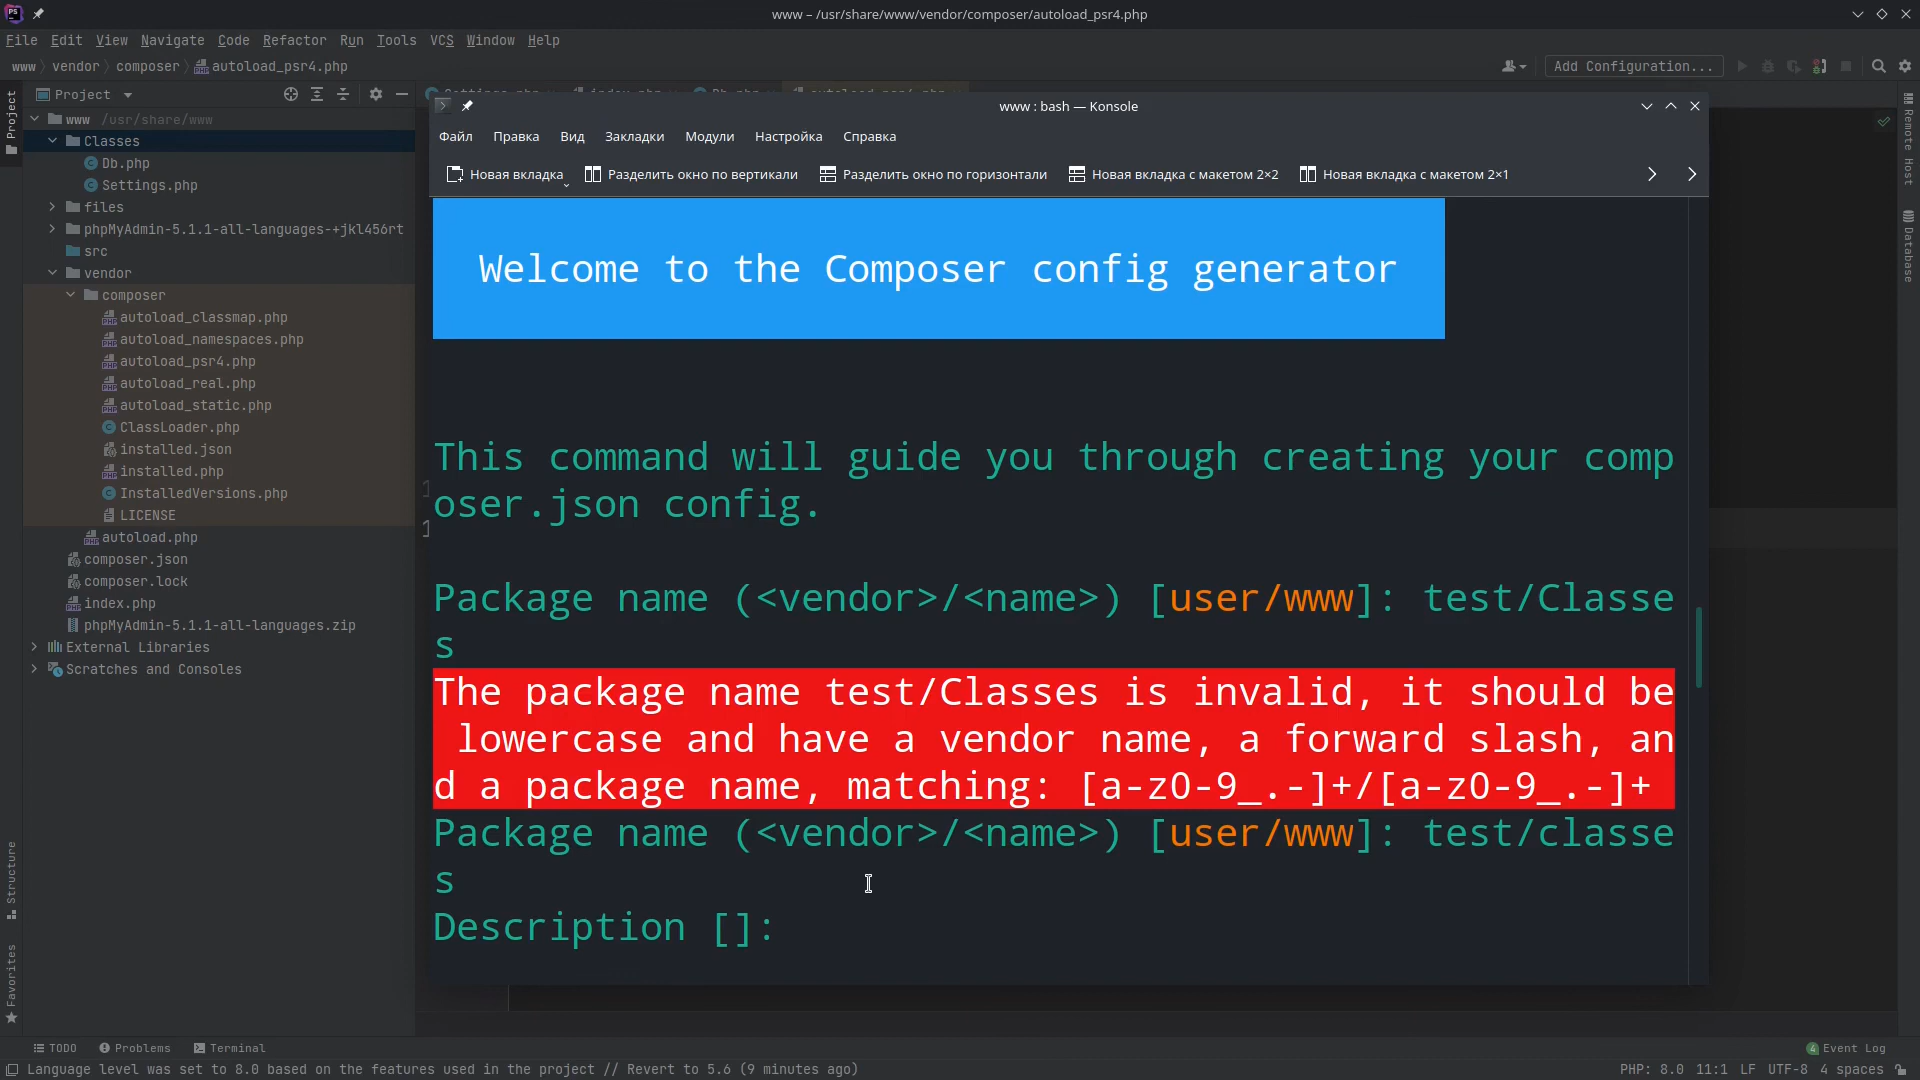 www – /usr/share/www/vendor/composer/autoload_psr4.php
File Edit View Navigate Code Refactor Run Tools VCS Window Help
www vendor composer autoload_psr4.php
Add Configuration...
Project
Project
www /usr/share/www
Classes
Db.php
Settings.php
files
phpMyAdmin-5.1.1-all-languages-+jkl456rt
src
vendor
composer
autoload_classmap.php
autoload_namespaces.php
autoload_psr4.php
autoload_real.php
autoload_static.php
ClassLoader.php
installed.json
installed.php
InstalledVersions.php
LICENSE
autoload.php
composer.json
composer.lock
index.php
phpMyAdmin-5.1.1-all-languages.zip
External Libraries
Scratches and Consoles
www : bash — Konsole
Файл Правка Вид Закладки Модули Настройка Справка
Новая вкладка Разделить окно по вертикали Разделить окно по горизонтали Новая вкладка с макетом 2×2 Новая вкладка с макетом 2×1
Welcome to the Composer config generator
This command will guide you through creating your comp
oser.json config.
Package name (<vendor>/<name>) [user/www]: test/Classe
s
The package name test/Classes is invalid, it should be
lowercase and have a vendor name, a forward slash, an
d a package name, matching: [a-z0-9_.-]+/[a-z0-9_.-]+
Package name (<vendor>/<name>) [user/www]: test/classe
s
Description []:
Remote Host
Database
Structure
Favorites
TODO Problems Terminal
4 Event Log
Language level was set to 8.0 based on the features used in the project // Revert to 5.6 (9 minutes ago)
PHP: 8.0 11:1 LF UTF-8 4 spaces